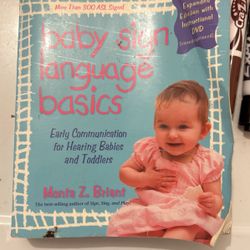 More Than 300 ASL Signs!
Expanded
Edition with
Instructional
DVD
baby sign
language
basics
Early Communication
for Hearing Babies
and Toddlers
Monta Z. Briant
The best-selling author of Sign, Sing, and Play!